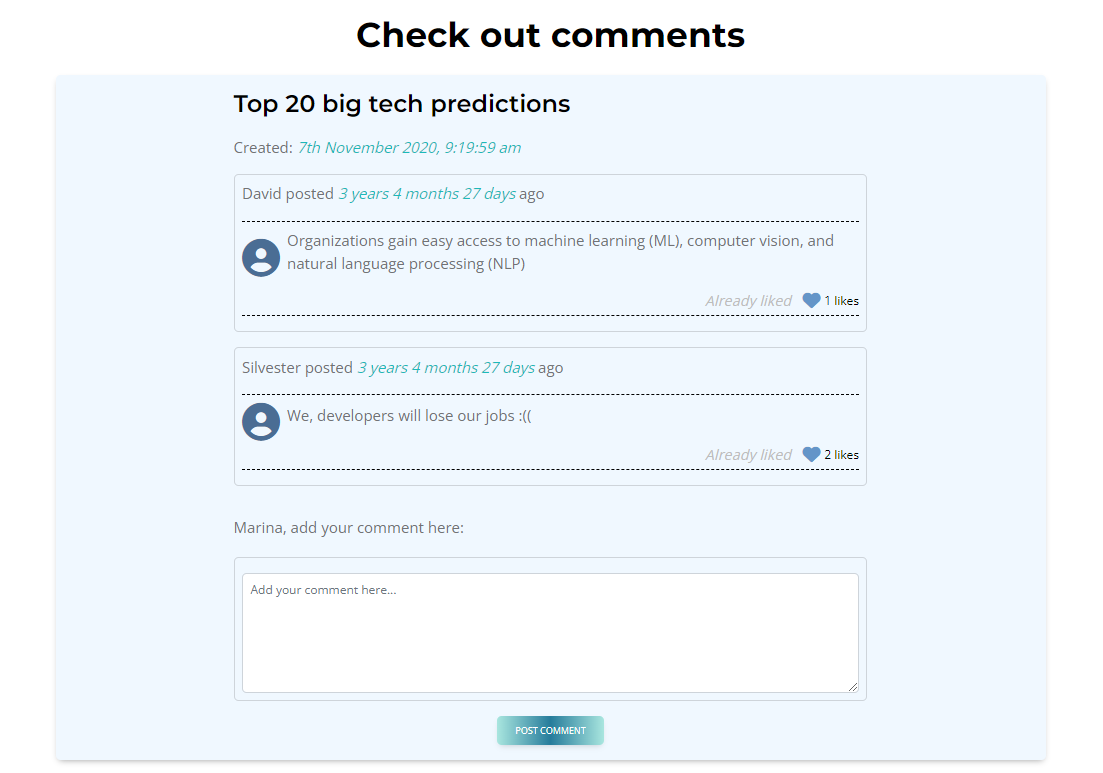 Check out comments
Top 20 big tech predictions
Created: 7th November 2020, 9:19:59 am
David posted 3 years 4 months 27 days ago
Organizations gain easy access to machine learning (ML), computer vision, and
natural language processing (NLP)
Already liked 1 likes
Silvester posted 3 years 4 months 27 days ago
We, developers will lose our jobs :((
Already liked 2 likes
Marina, add your comment here:
Add your comment here...
POST COMMENT